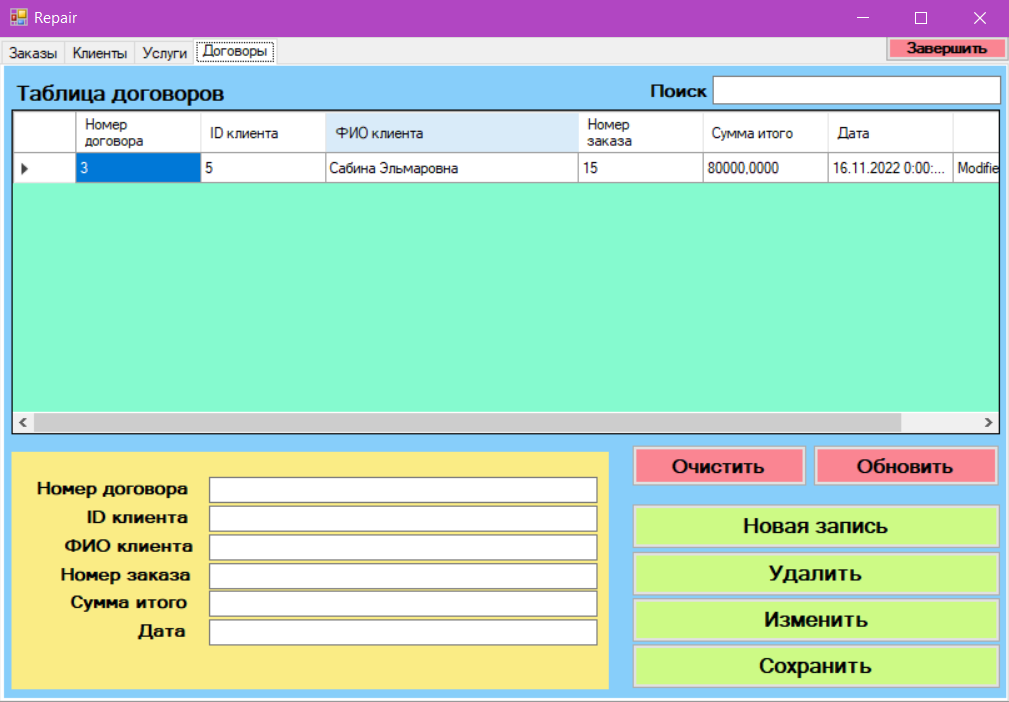 Repair
Заказы Клиенты Услуги Договоры Завершить
Таблица договоров Поиск
Номер договора ID клиента ФИО клиента Номер заказа Сумма итого Дата
3 5 Сабина Эльмаровна 15 80000,0000 16.11.2022 0:00:... Modifie
Очистить Обновить
Номер договора
ID клиента
ФИО клиента
Номер заказа
Сумма итого
Дата
Новая запись
Удалить
Изменить
Сохранить